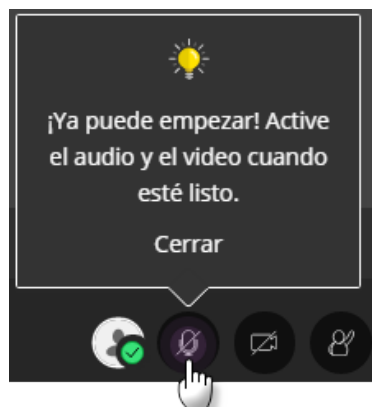 ¡Ya puede empezar! Active
el audio y el video cuando
esté listo.
Cerrar